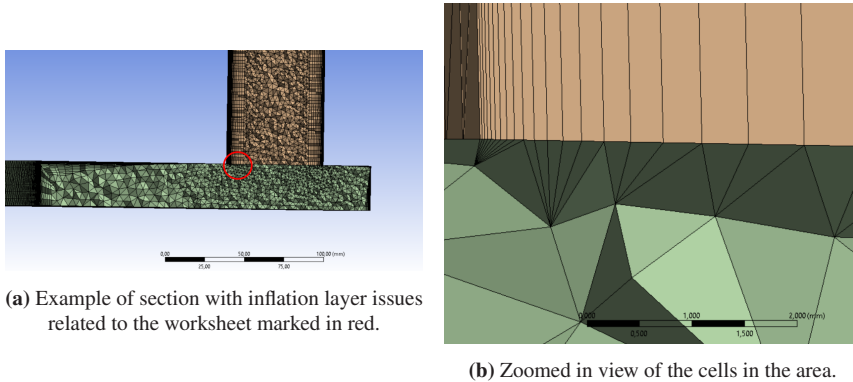 0,00
50,00
100,00 (mm)
25,00
75,00
(a) Example of section with inflation layer issues
related to the worksheet marked in red.
0,000
1,000
2,000 (mm)
0,500
1,500
(b) Zoomed in view of the cells in the area.